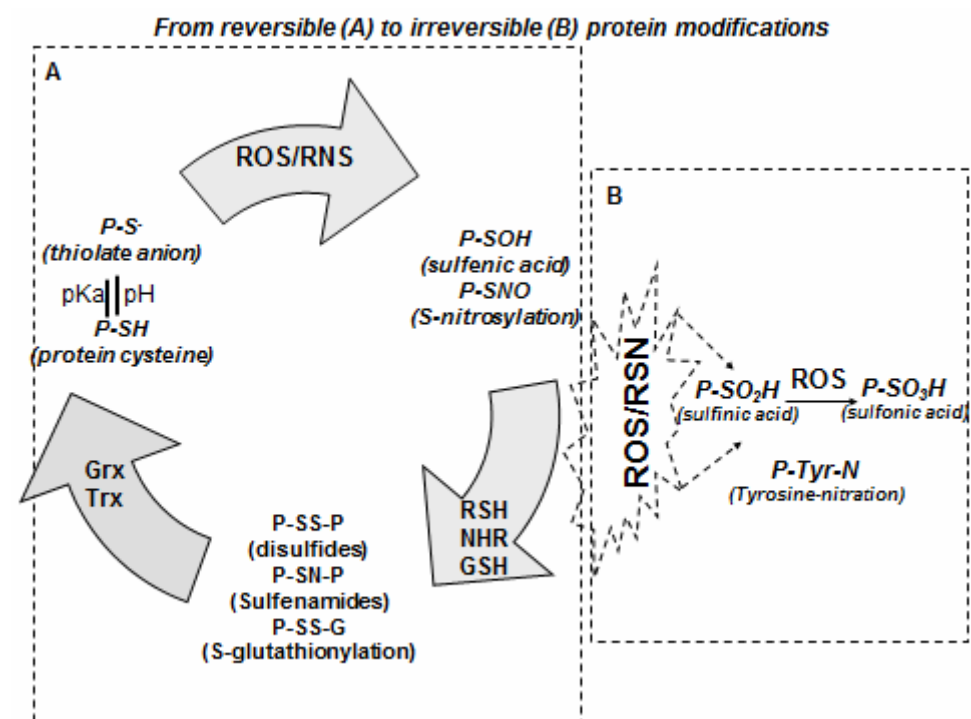 From reversible (A) to irreversible (B) protein modifications
A
ROS/RNS
P-S-
(thiolate anion)
pKa pH
P-SH
(protein cysteine)
P-SOH
(sulfenic acid)
P-SNO
(S-nitrosylation)
RSH
NHR
GSH
P-SS-P
(disulfides)
P-SN-P
(Sulfenamides)
P-SS-G
(S-glutathionylation)
Grx
Trx
B
ROS/RSN
P-SO₂H ROS P-SO₃H
(sulfinic acid) (sulfonic acid)
P-Tyr-N
(Tyrosine-nitration)